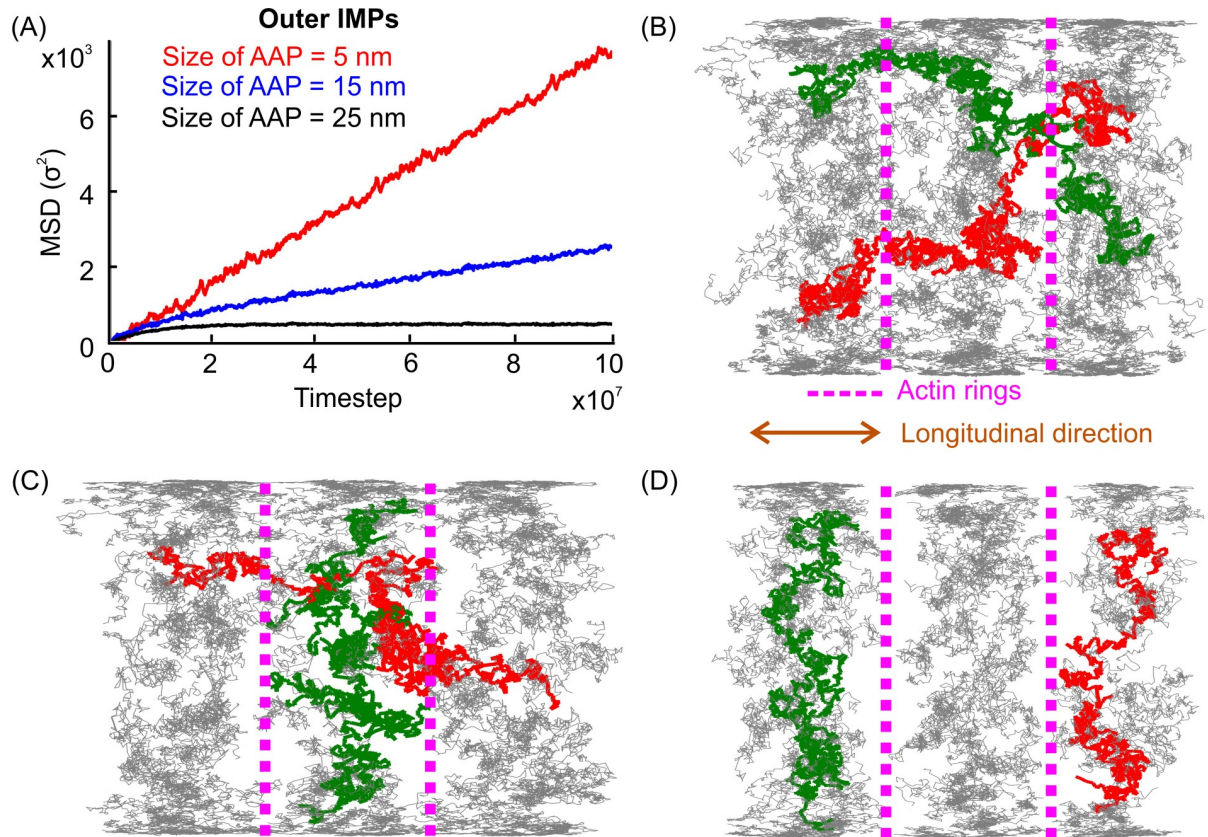 (A)
Outer IMPs
x10³
Size of AAP = 5 nm
Size of AAP = 15 nm
Size of AAP = 25 nm
MSD (σ²)
6
4
2
0
0 2 4 6 8 10
Timestep
x10⁷
(B)
Actin rings
Longitudinal direction
(C)
(D)